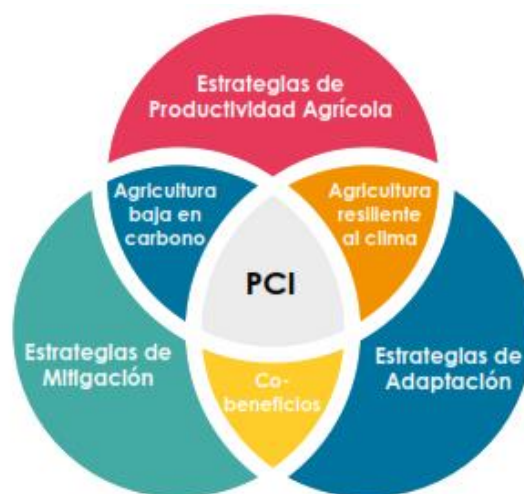 Estrategias de
Productividad Agrícola
Agricultura
baja en
carbono
Agricultura
resiliente
al clima
PCI
Estrategias de
Mitigación
Co-
beneficios
Estrategias de
Adaptación